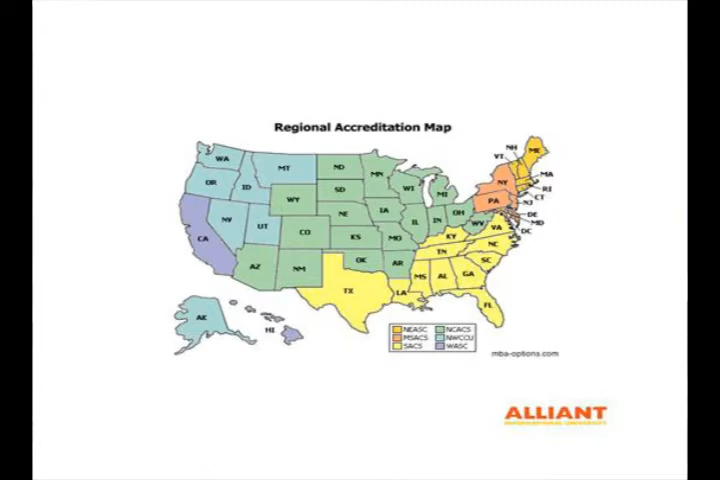 Regional Accreditation Map
WA
MT
ND
MN
NH
VT
ME
MA
OR
ID
SD
WI
MI
NY
RI
CT
WY
NE
IA
PA
NJ
NV
UT
CO
KS
MO
IL
IN
OH
WV
VA
DE
MD
DC
CA
KY
NC
TN
AZ
NM
OK
AR
SC
TX
LA
MS
AL
GA
FL
AK
HI
NEASC NCACS
MSACS NWCCU
SACS WASC
mba-options.com
ALLIANT
INTERNATIONAL UNIVERSITY